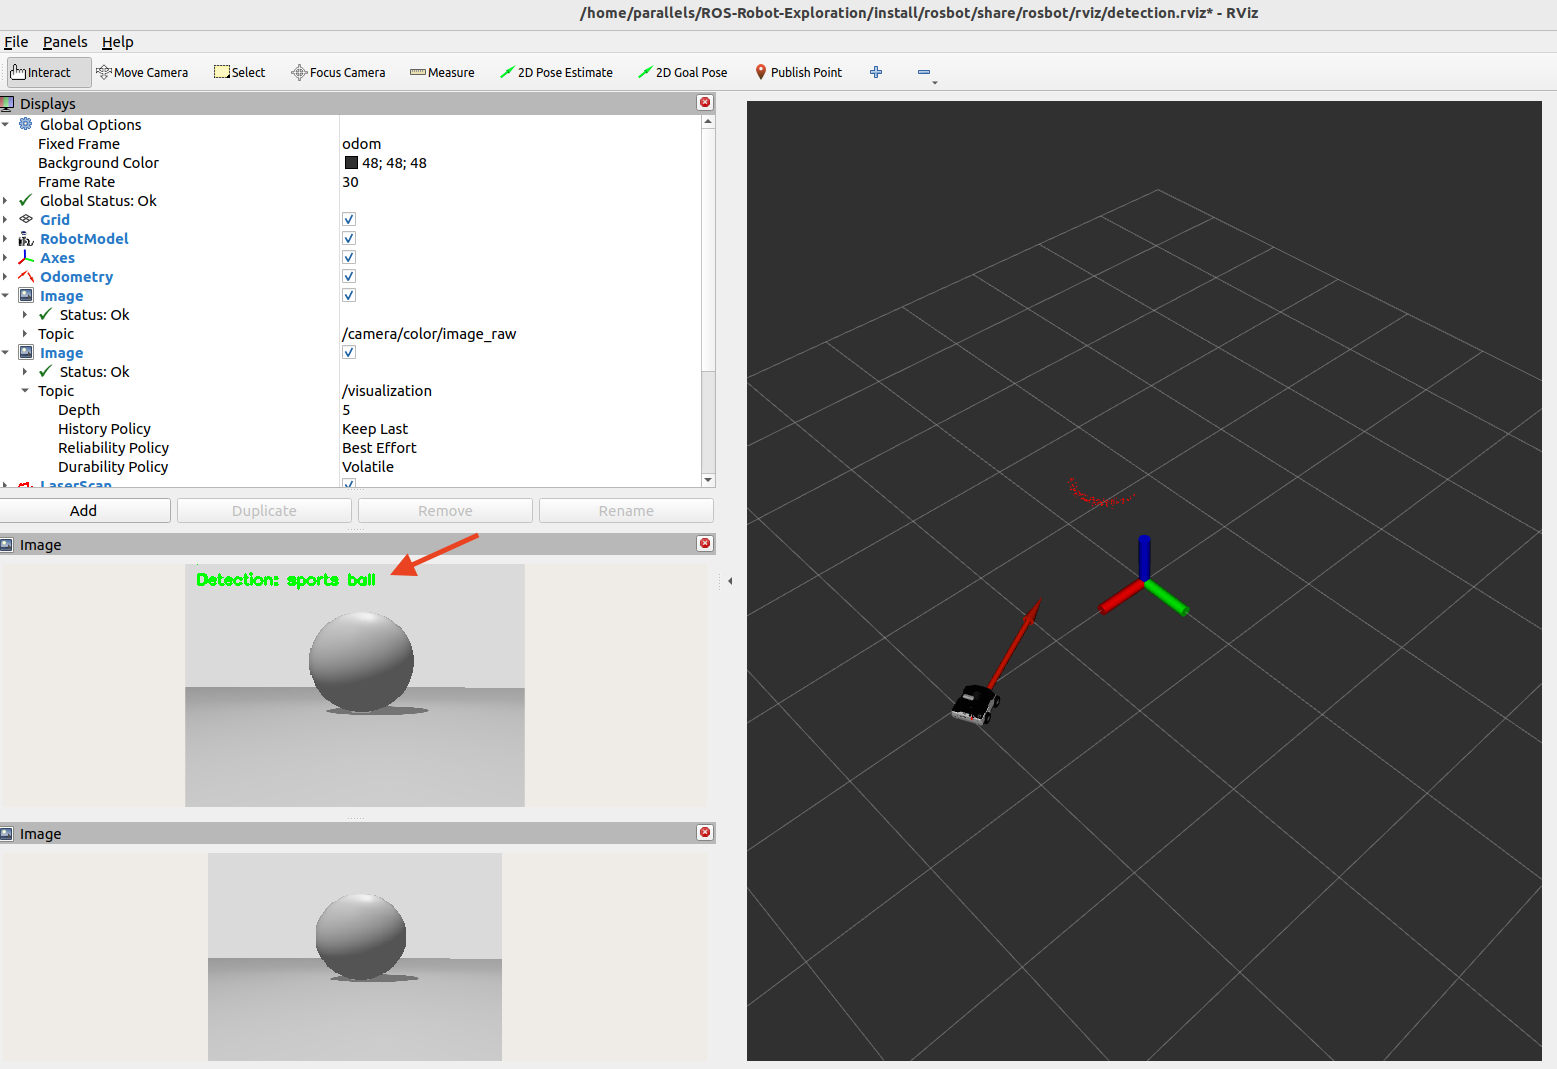 /home/parallels/ROS-Robot-Exploration/install/rosbot/share/rosbot/rviz/detection.rviz* - RViz
File Panels Help
Interact Move Camera Select Focus Camera Measure 2D Pose Estimate 2D Goal Pose Publish Point
Displays
Global Options
Fixed Frame odom
Background Color 48; 48; 48
Frame Rate 30
Global Status: Ok
Grid
RobotModel
Axes
Odometry
Image
Status: Ok
Topic /camera/color/image_raw
Image
Status: Ok
Topic /visualization
Depth 5
History Policy Keep Last
Reliability Policy Best Effort
Durability Policy Volatile
LaserScan
Add Duplicate Remove Rename
Image
Detection: sports ball
Image